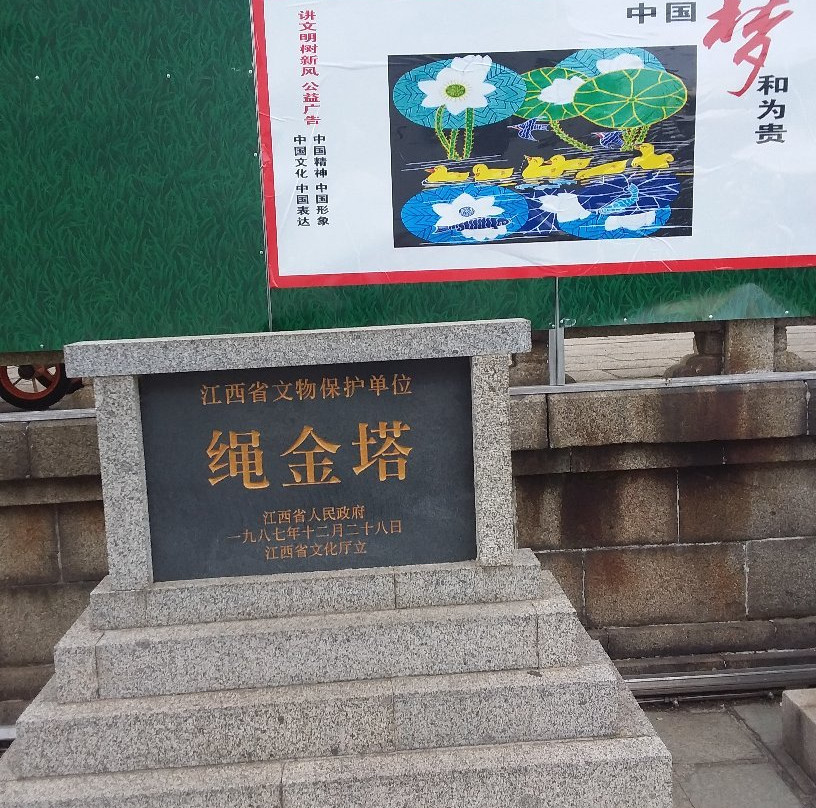 讲文明树新风 公益广告
中国精神 中国形象
中国文化 中国表达
中国梦
和为贵
江西省文物保护单位
绳金塔
江西省人民政府
一九八七年十二月二十八日
江西省文化厅立